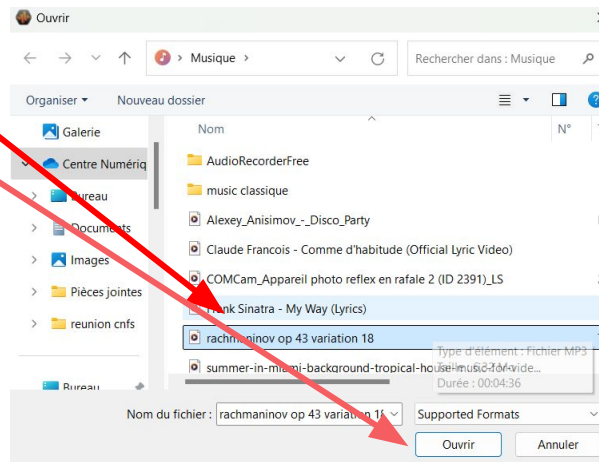 Ouvrir
Musique
Rechercher dans : Musique
Organiser
Nouveau dossier
Galerie
Nom
N°
Centre Numériq
AudioRecorderFree
Bureau
music classique
Documents
Alexey_Anisimov_-_Disco_Party
Images
Claude Francois - Comme d'habitude (Official Lyric Video)
COMCam_Appareil photo reflex en rafale 2 (ID 2391)_LS
Pièces jointes
Frank Sinatra - My Way (Lyrics)
reunion cnfs
rachmaninov op 43 variation 18
Type d'élément : Fichier MP3
summer-in-miami-background-tropical-house-music-for-vide...
Durée : 00:04:36
Bureau
Nom du fichier : rachmaninov op 43 variation 18
Supported Formats
Ouvrir
Annuler